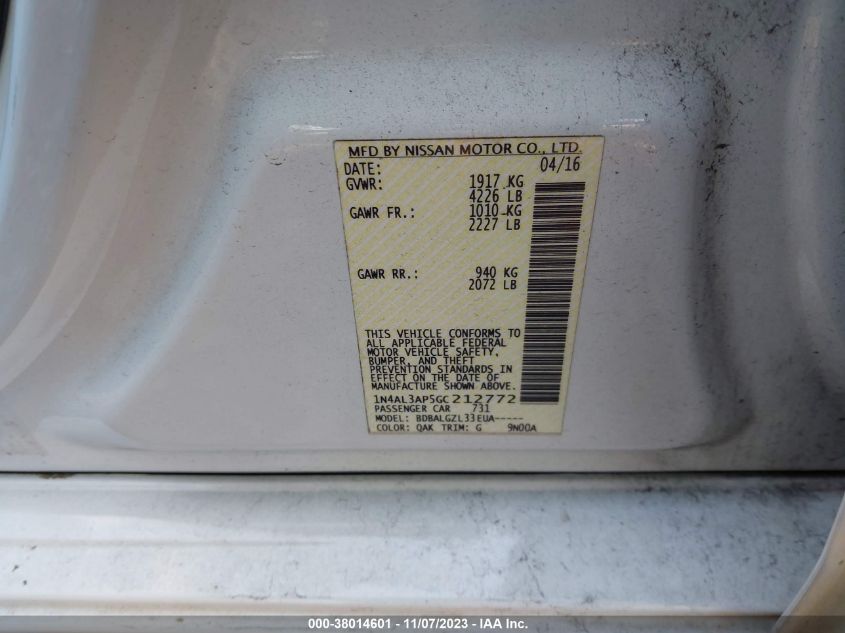 MFD BY NISSAN MOTOR CO., LTD.
DATE: 04/16
GVWR: 1917 KG
4226 LB
GAWR FR.: 1010 KG
2227 LB
GAWR RR.: 940 KG
2072 LB
THIS VEHICLE CONFORMS TO
ALL APPLICABLE FEDERAL
MOTOR VEHICLE SAFETY,
BUMPER, AND THEFT
PREVENTION STANDARDS IN
EFFECT ON THE DATE OF
MANUFACTURE SHOWN ABOVE.
1N4AL3AP5GC212772
PASSENGER CAR 731
MODEL: BDBALGZL33EUA-----
COLOR: QAK TRIM: G 9N00A
000-38014601 - 11/07/2023 - © IAA, Inc.